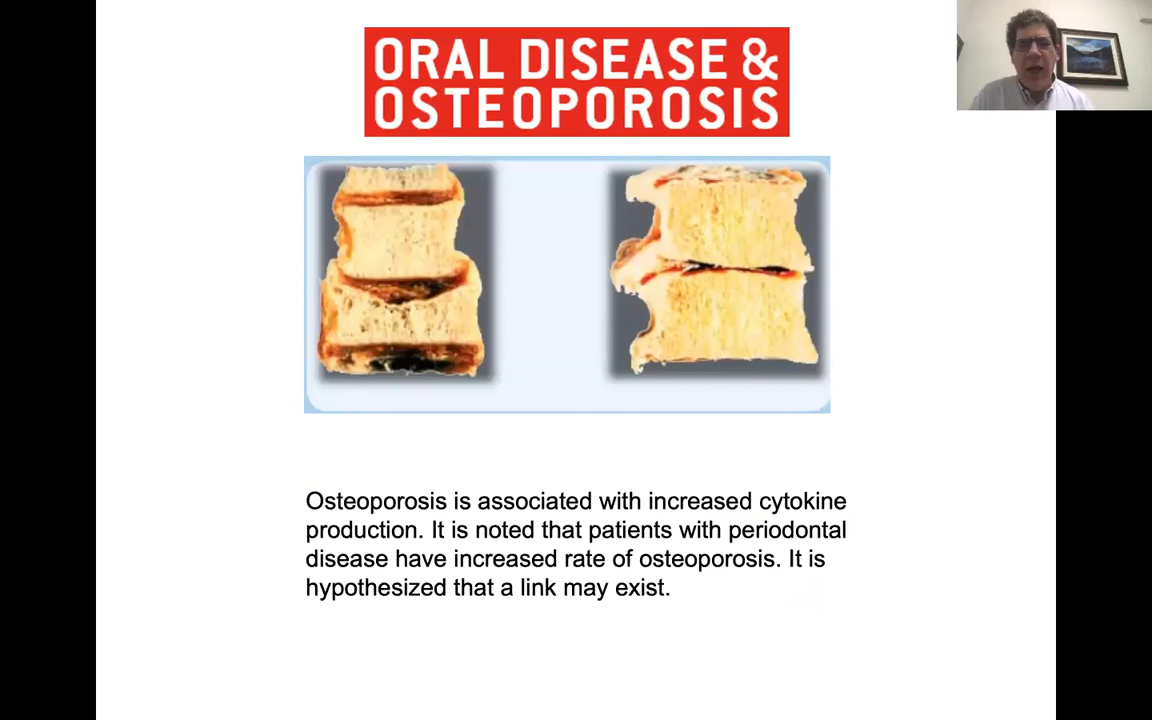 ORAL DISEASE &
OSTEOPOROSIS
Osteoporosis is associated with increased cytokine
production. It is noted that patients with periodontal
disease have increased rate of osteoporosis. It is
hypothesized that a link may exist.